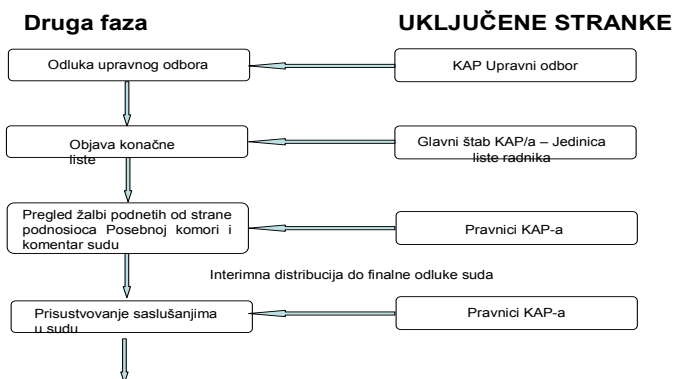 Druga faza
UKLJUČENE STRANKE
Odluka upravnog odbora
KAP Upravni odbor
Objava konačne
liste
Glavni štab KAP/a – Jedinica
liste radnika
Pregled žalbi podnetih od strane
podnosioca Posebnoj komori i
komentar sudu
Pravnici KAP-a
Interimna distribucija do finalne odluke suda
Prisustvovanje saslušanjima
u sudu
Pravnici KAP-a